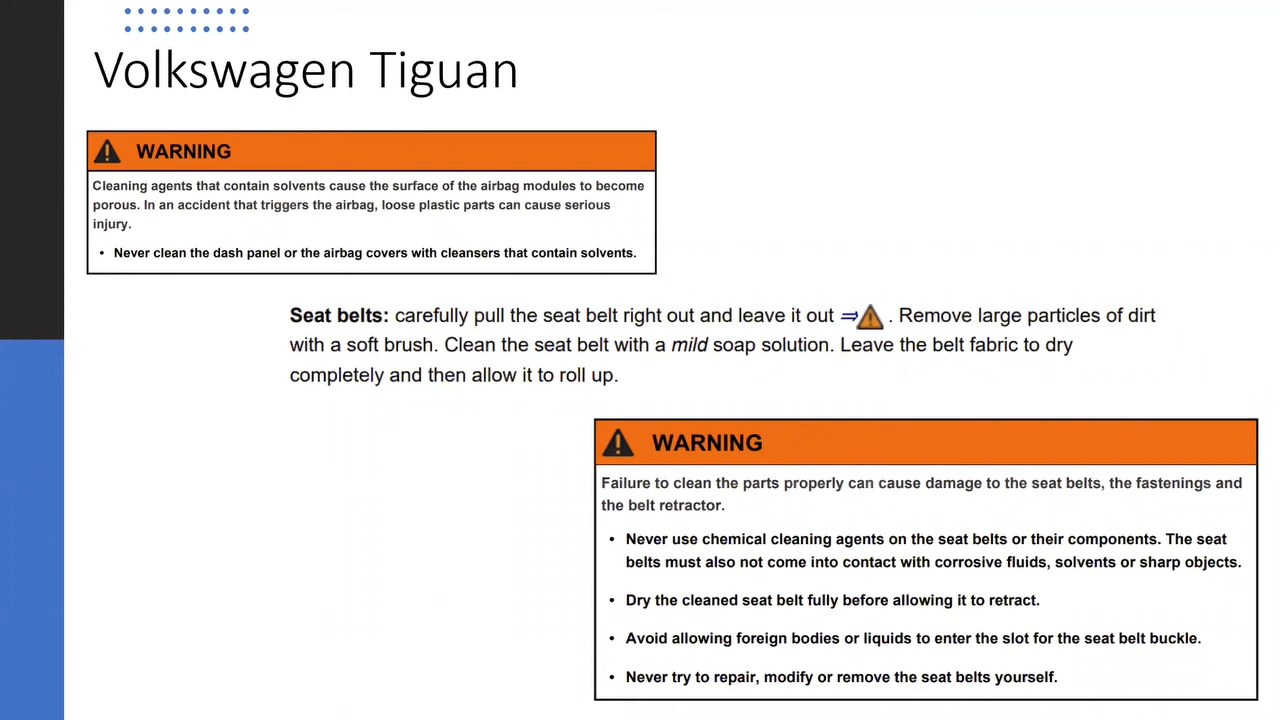 Volkswagen Tiguan
WARNING
Cleaning agents that contain solvents cause the surface of the airbag modules to become
porous. In an accident that triggers the airbag, loose plastic parts can cause serious
injury.
• Never clean the dash panel or the airbag covers with cleansers that contain solvents.
Seat belts: carefully pull the seat belt right out and leave it out ⇒ . Remove large particles of dirt
with a soft brush. Clean the seat belt with a mild soap solution. Leave the belt fabric to dry
completely and then allow it to roll up.
WARNING
Failure to clean the parts properly can cause damage to the seat belts, the fastenings and
the belt retractor.
• Never use chemical cleaning agents on the seat belts or their components. The seat
belts must also not come into contact with corrosive fluids, solvents or sharp objects.
• Dry the cleaned seat belt fully before allowing it to retract.
• Avoid allowing foreign bodies or liquids to enter the slot for the seat belt buckle.
• Never try to repair, modify or remove the seat belts yourself.